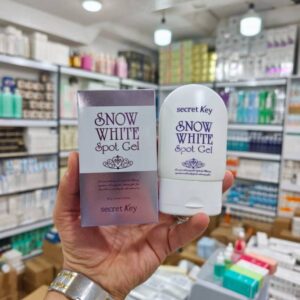 SNOW
WHITE
Spot Gel
secret Key
secret Key
SNOW
WHITE
Spot Gel